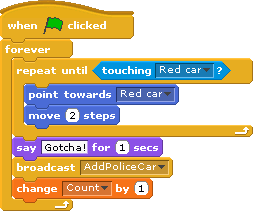 when clicked
forever
repeat until touching Red car ?
point towards Red car
move 2 steps
say Gotcha! for 1 secs
broadcast AddPoliceCar
change Count by 1